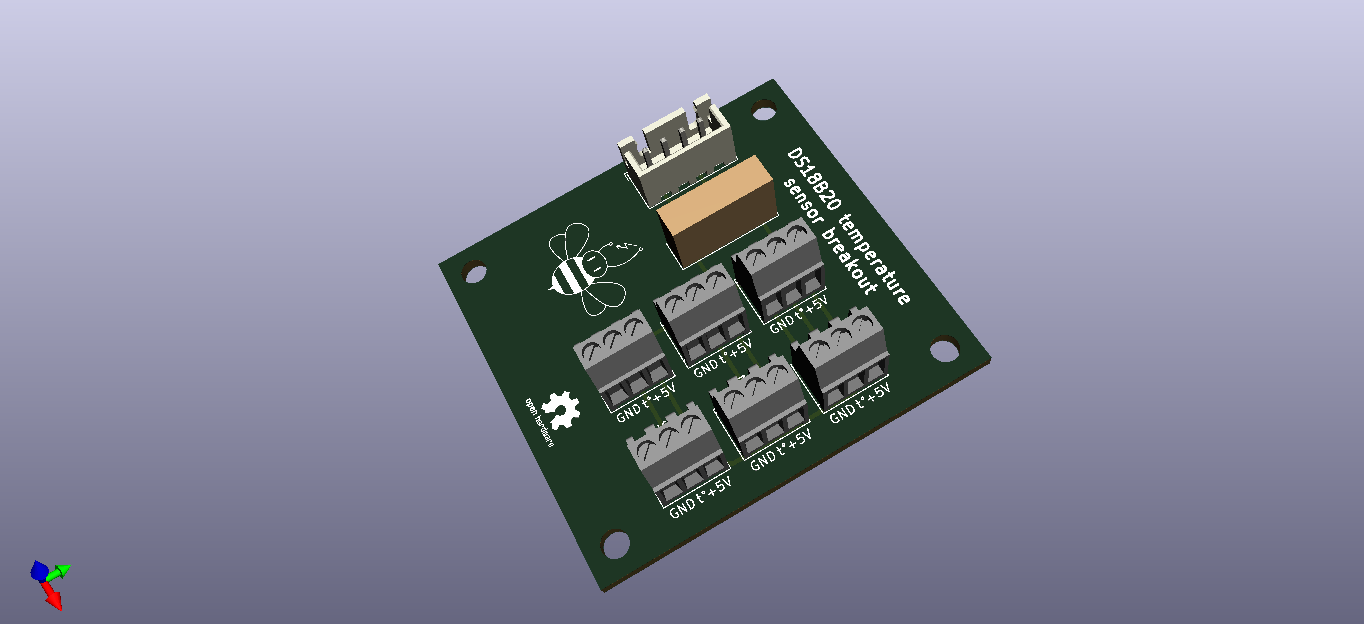 DS18B20 temperature
sensor breakout
GND t°+5V
GND t°+5V
GND t°+5V
GND t°+5V
GND t°+5V
GND t°+5V
open hardware